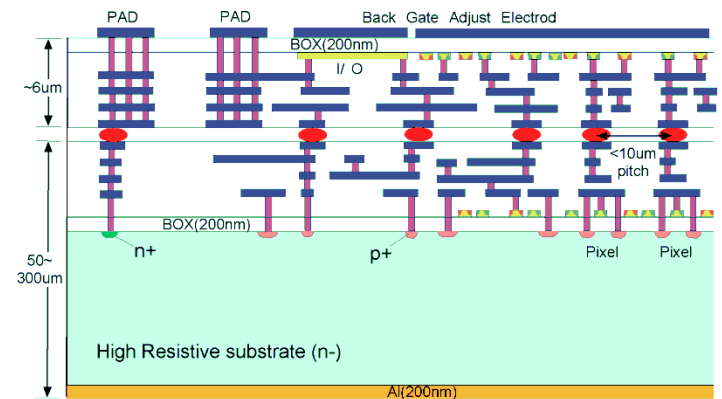 PAD PAD Back Gate Adjust Electrod
BOX(200nm)
I/ O
~6um
<10um
pitch
BOX(200nm)
n+ p+ Pixel Pixel
50~
300um
High Resistive substrate (n-)
Al(200nm)